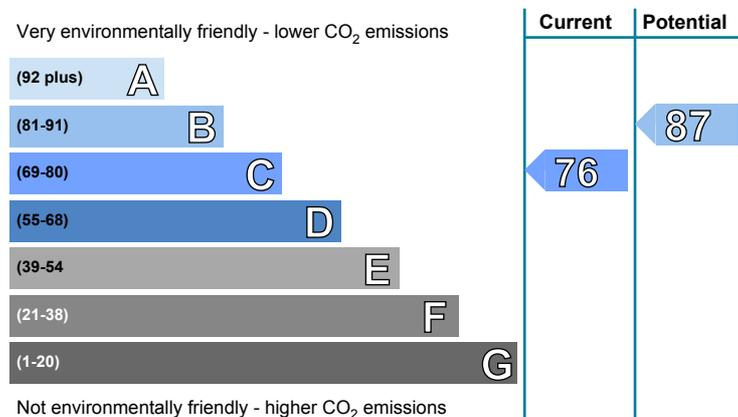 Current Potential
Very environmentally friendly - lower CO2 emissions
(92 plus) A
(81-91) B 87
(69-80) C 76
(55-68) D
(39-54 E
(21-38) F
(1-20) G
Not environmentally friendly - higher CO2 emissions